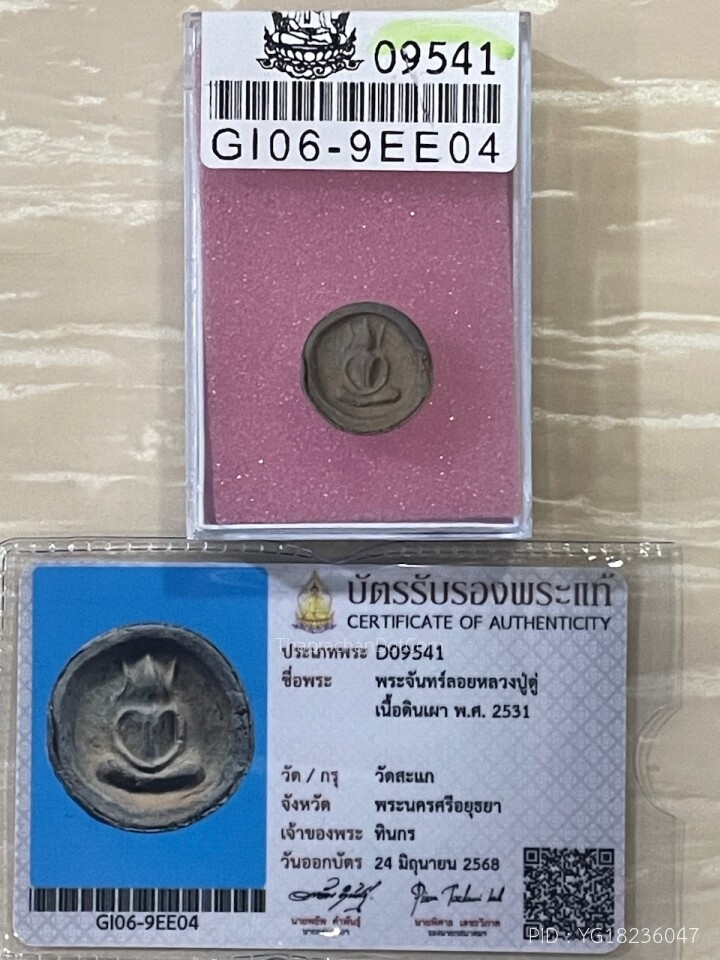 09541
GI06-9EE04
บัตรรับรองพระแท้
CERTIFICATE OF AUTHENTICITY
ThaprachanDotCom
ประเภทพระ D09541
ชื่อพระ พระจันทร์ลอยหลวงปู่ดู่
เนื้อดินเผา พ.ศ. 2531
วัด / กรุ วัดสะแก
จังหวัด พระนครศรีอยุธยา
เจ้าของพระ ทินกร
วันออกบัตร 24 มิถุนายน 2568
GI06-9EE04
PID : YG18236047